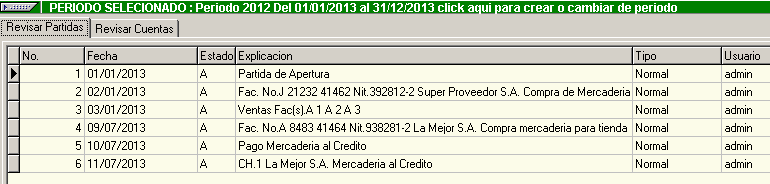 PERIODO SELECIONADO : Periodo 2012 Del 01/01/2013 al 31/12/2013 click aqui para crear o cambiar de periodo
Revisar Partidas Revisar Cuentas
No. Fecha Estado Explicacion Tipo Usuario
1 01/01/2013 A Partida de Apertura Normal admin
2 02/01/2013 A Fac. No.J 21232 41462 Nit.392812-2 Super Proveedor S.A. Compra de Mercaderia Normal admin
3 03/01/2013 A Ventas Fac(s).A 1 A 2 A 3 Normal admin
4 09/07/2013 A Fac. No.A 8483 41464 Nit.938281-2 La Mejor S.A. Compra mercaderia para tienda Normal admin
5 10/07/2013 A Pago Mercaderia al Credito Normal admin
6 11/07/2013 A CH.1 La Mejor S.A. Mercaderia al Credito Normal admin